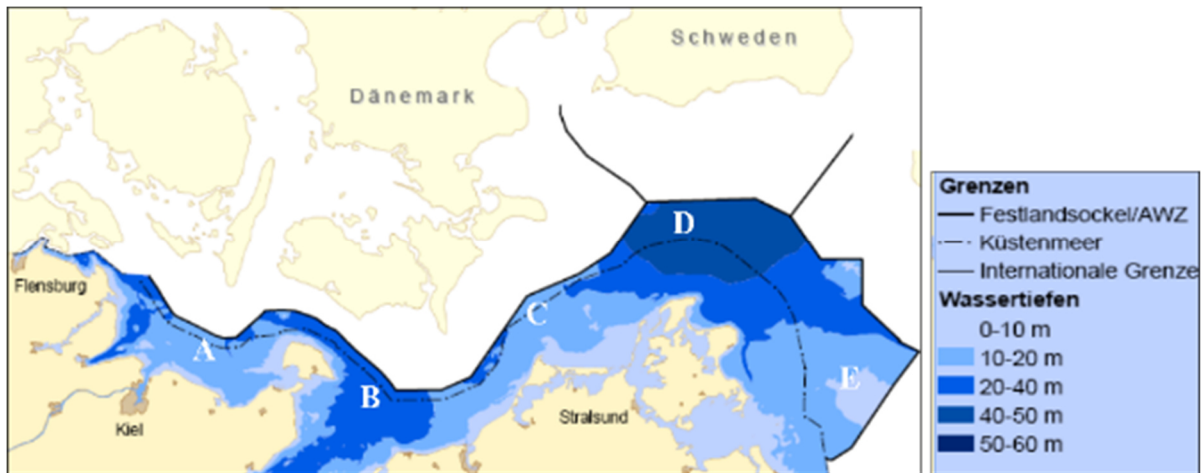 Schweden
Dänemark
D
Flensburg
C
A
B
E
Stralsund
Kiel
Grenzen
Festlandsockel/AWZ
Küstenmeer
Internationale Grenze
Wassertiefen
0-10 m
10-20 m
20-40 m
40-50 m
50-60 m